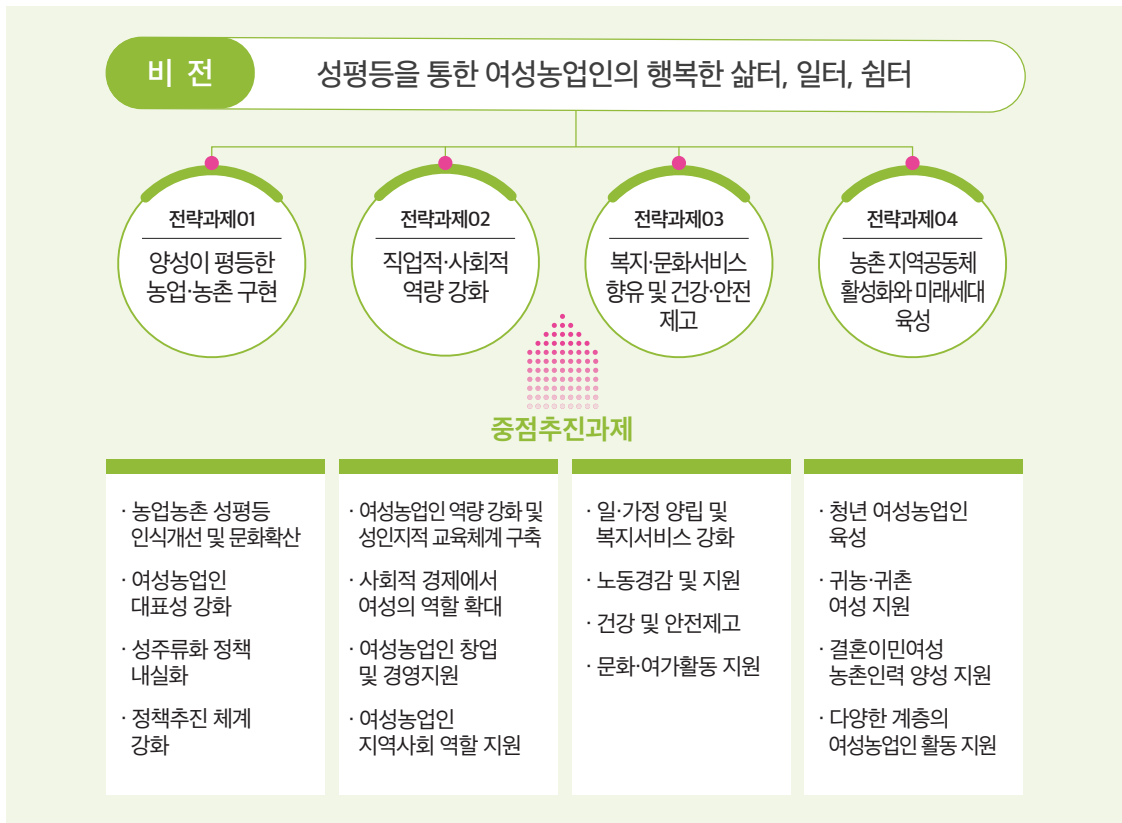 비 전
성평등을 통한 여성농업인의 행복한 삶터, 일터, 쉼터
전략과제01
양성이 평등한
농업·농촌 구현
전략과제02
직업적·사회적
역량 강화
전략과제03
복지·문화서비스
향유 및 건강·안전
제고
전략과제04
농촌 지역공동체
활성화와 미래세대
육성
중점추진과제
· 농업농촌 성평등
인식개선 및 문화확산
· 여성농업인
대표성 강화
· 성주류화 정책
내실화
· 정책추진 체계
강화
· 여성농업인 역량 강화 및
성인지적 교육체계 구축
· 사회적 경제에서
여성의 역할 확대
· 여성농업인 창업
및 경영지원
· 여성농업인
지역사회 역할 지원
· 일·가정 양립 및
복지서비스 강화
· 노동경감 및 지원
· 건강 및 안전제고
· 문화·여가활동 지원
· 청년 여성농업인
육성
· 귀농·귀촌
여성 지원
· 결혼이민여성
농촌인력 양성 지원
· 다양한 계층의
여성농업인 활동 지원